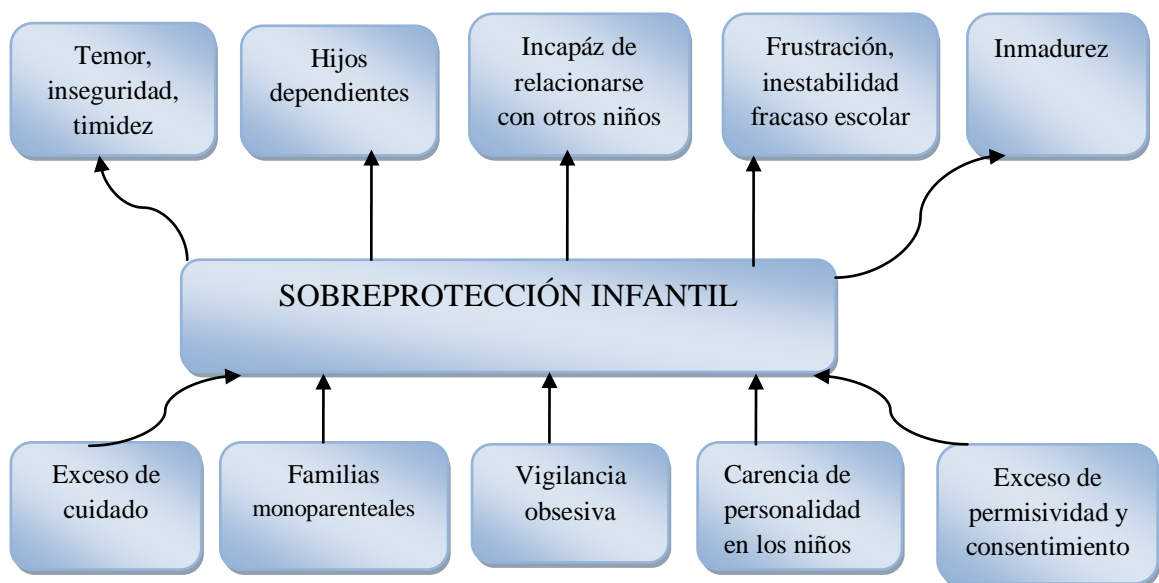 Temor,
inseguridad,
timidez
Hijos
dependientes
Incapáz de
relacionarse
con otros niños
Frustración,
inestabilidad
fracaso escolar
Inmadurez
SOBREPROTECCIÓN INFANTIL
Exceso de
cuidado
Familias
monoparenteales
Vigilancia
obsesiva
Carencia de
personalidad
en los niños
Exceso de
permisividad y
consentimiento